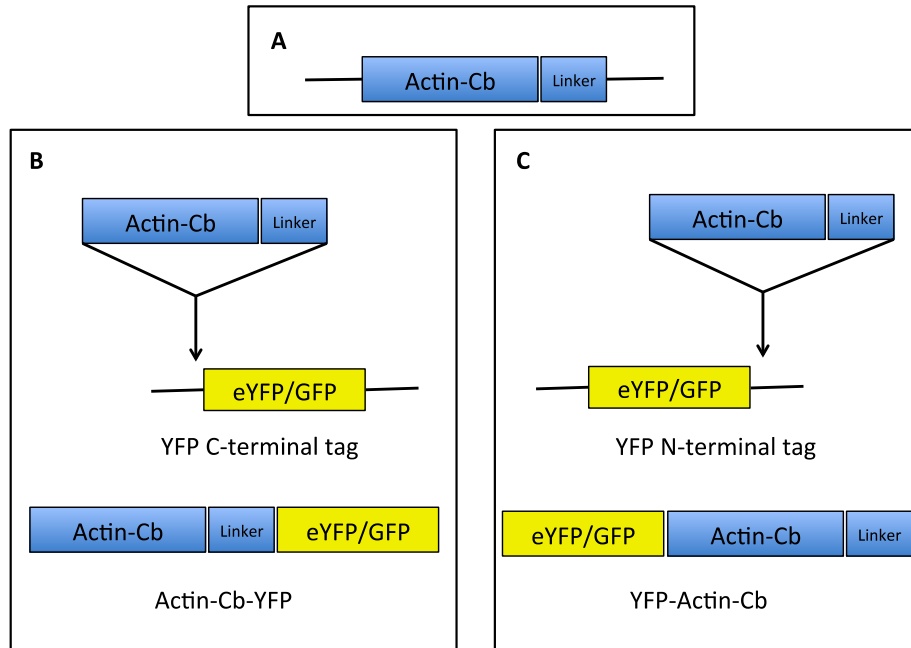 A
Actin-Cb Linker
B
Actin-Cb Linker
eYFP/GFP
YFP C-terminal tag
Actin-Cb Linker eYFP/GFP
Actin-Cb-YFP
C
Actin-Cb Linker
eYFP/GFP
YFP N-terminal tag
eYFP/GFP Actin-Cb Linker
YFP-Actin-Cb